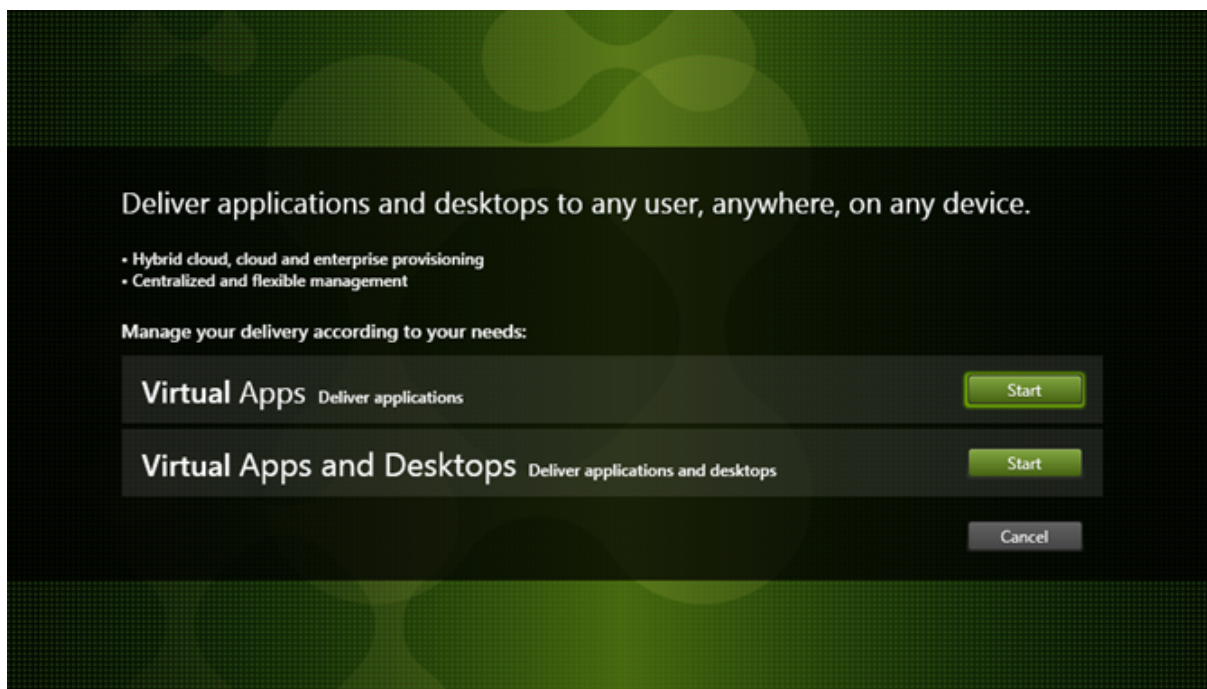 Deliver applications and desktops to any user, anywhere, on any device.
• Hybrid cloud, cloud and enterprise provisioning
• Centralized and flexible management
Manage your delivery according to your needs:
Virtual Apps Deliver applications Start
Virtual Apps and Desktops Deliver applications and desktops Start
Cancel